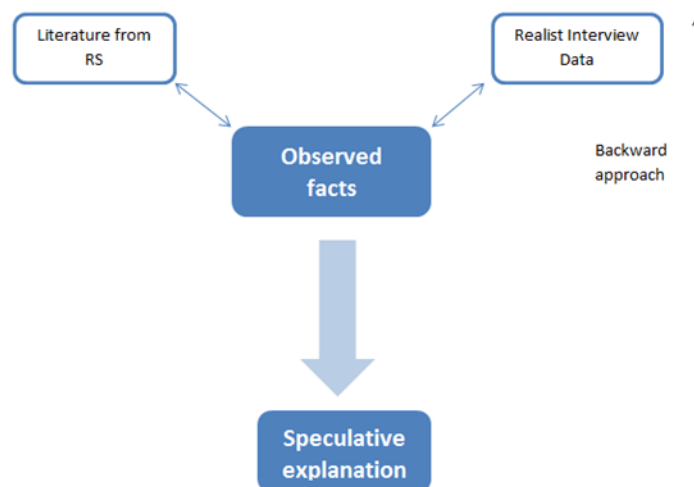 Literature from
RS
Realist Interview
Data
Observed
facts
Backward
approach
Speculative
explanation